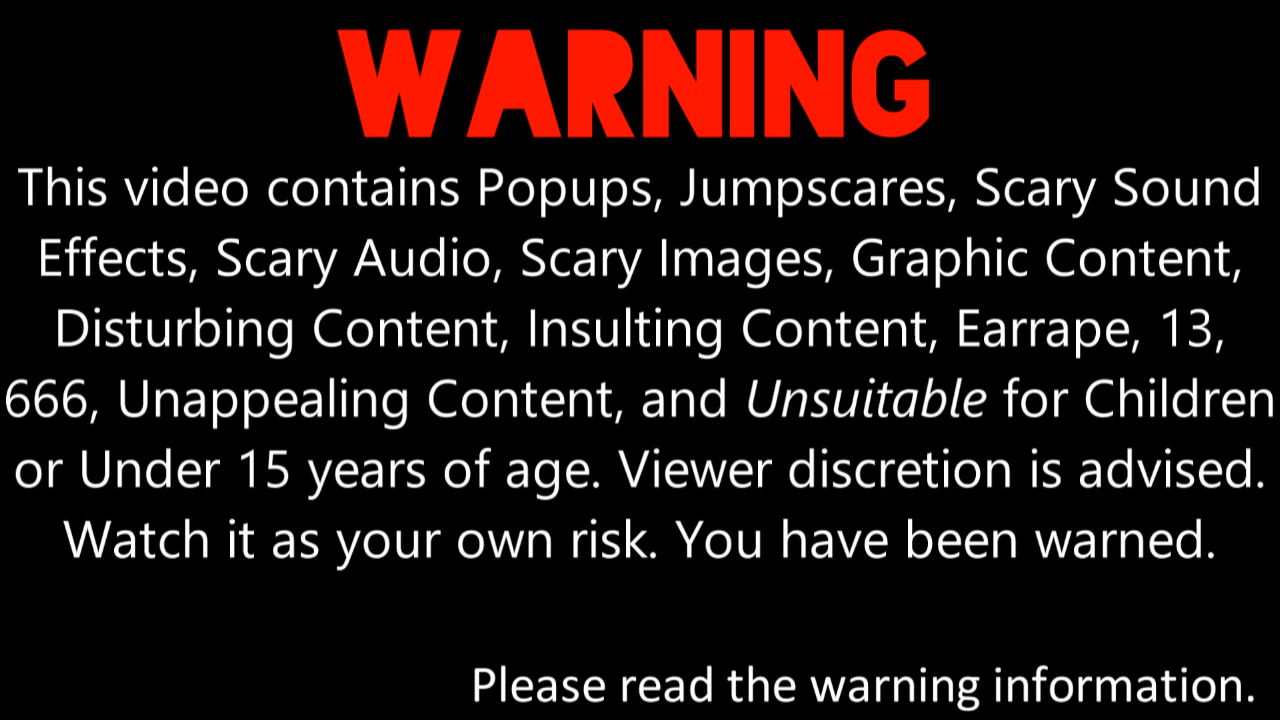 WARNING
This video contains Popups, Jumpscares, Scary Sound
Effects, Scary Audio, Scary Images, Graphic Content,
Disturbing Content, Insulting Content, Earrape, 13,
666, Unappealing Content, and Unsuitable for Children
or Under 15 years of age. Viewer discretion is advised.
Watch it as your own risk. You have been warned.
Please read the warning information.